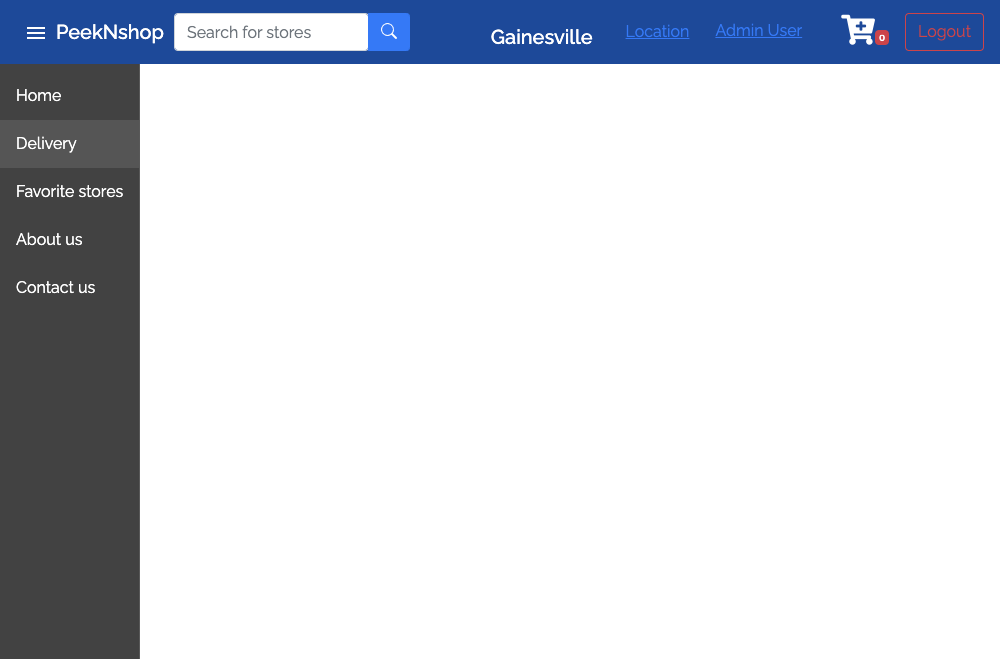 PeekNshop
Search for stores
Gainesville
Location
Admin User
0
Logout
Home
Delivery
Favorite stores
About us
Contact us